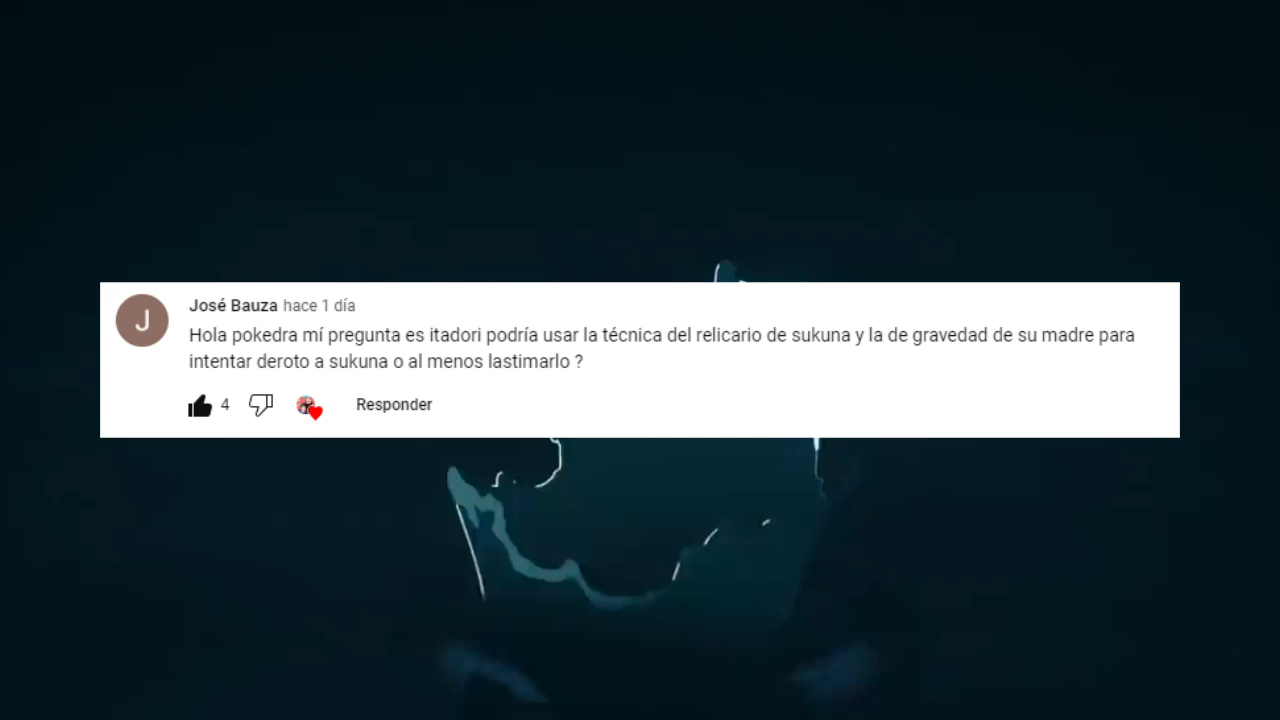 J
José Bauza hace 1 día
Hola pokedra mí pregunta es itadori podría usar la técnica del relicario de sukuna y la de gravedad de su madre para
intentar deroto a sukuna o al menos lastimarlo ?
4 Responder